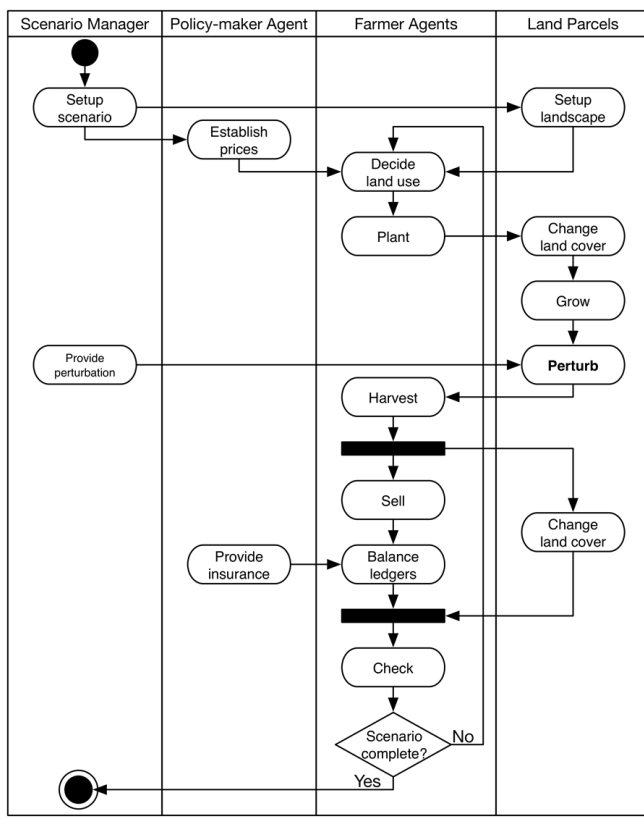 Scenario Manager
Policy-maker Agent
Farmer Agents
Land Parcels
Setup
scenario
Setup
landscape
Establish
prices
Decide
land use
Plant
Change
land cover
Grow
Provide
perturbation
Perturb
Harvest
Sell
Change
land cover
Provide
insurance
Balance
ledgers
Check
Scenario
complete?
No
Yes